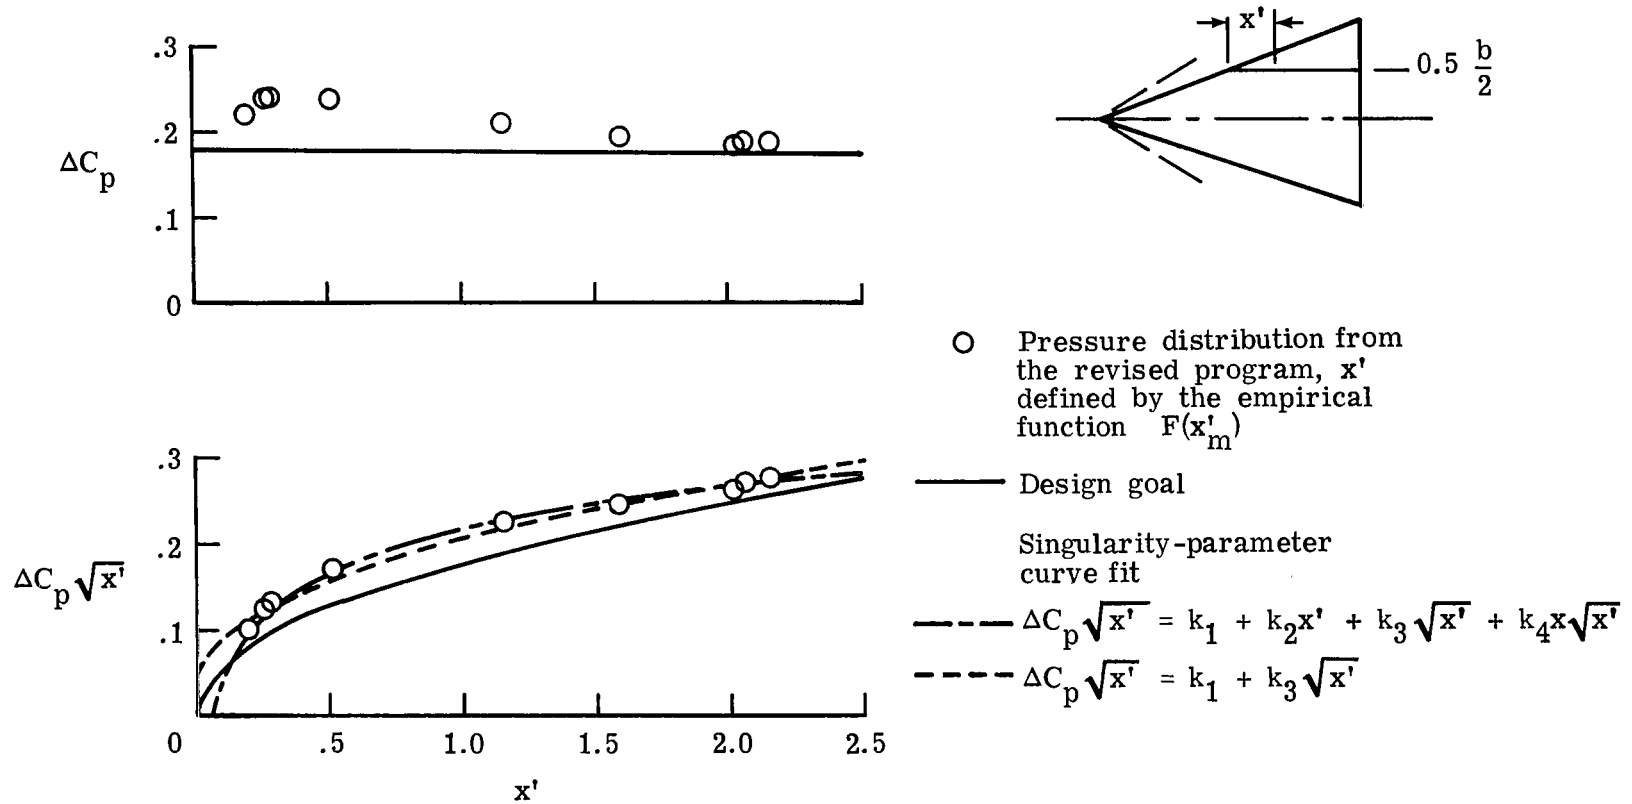 .3
.2
ΔCp
.1
0
x'
0.5 b/2
Pressure distribution from
the revised program, x'
defined by the empirical
function F(x'm)
Design goal
Singularity-parameter
curve fit
ΔCp√x' = k1 + k2x' + k3√x' + k4x√x'
ΔCp√x' = k1 + k3√x'
.3
.2
ΔCp√x'
.1
0 .5 1.0 1.5 2.0 2.5
x'